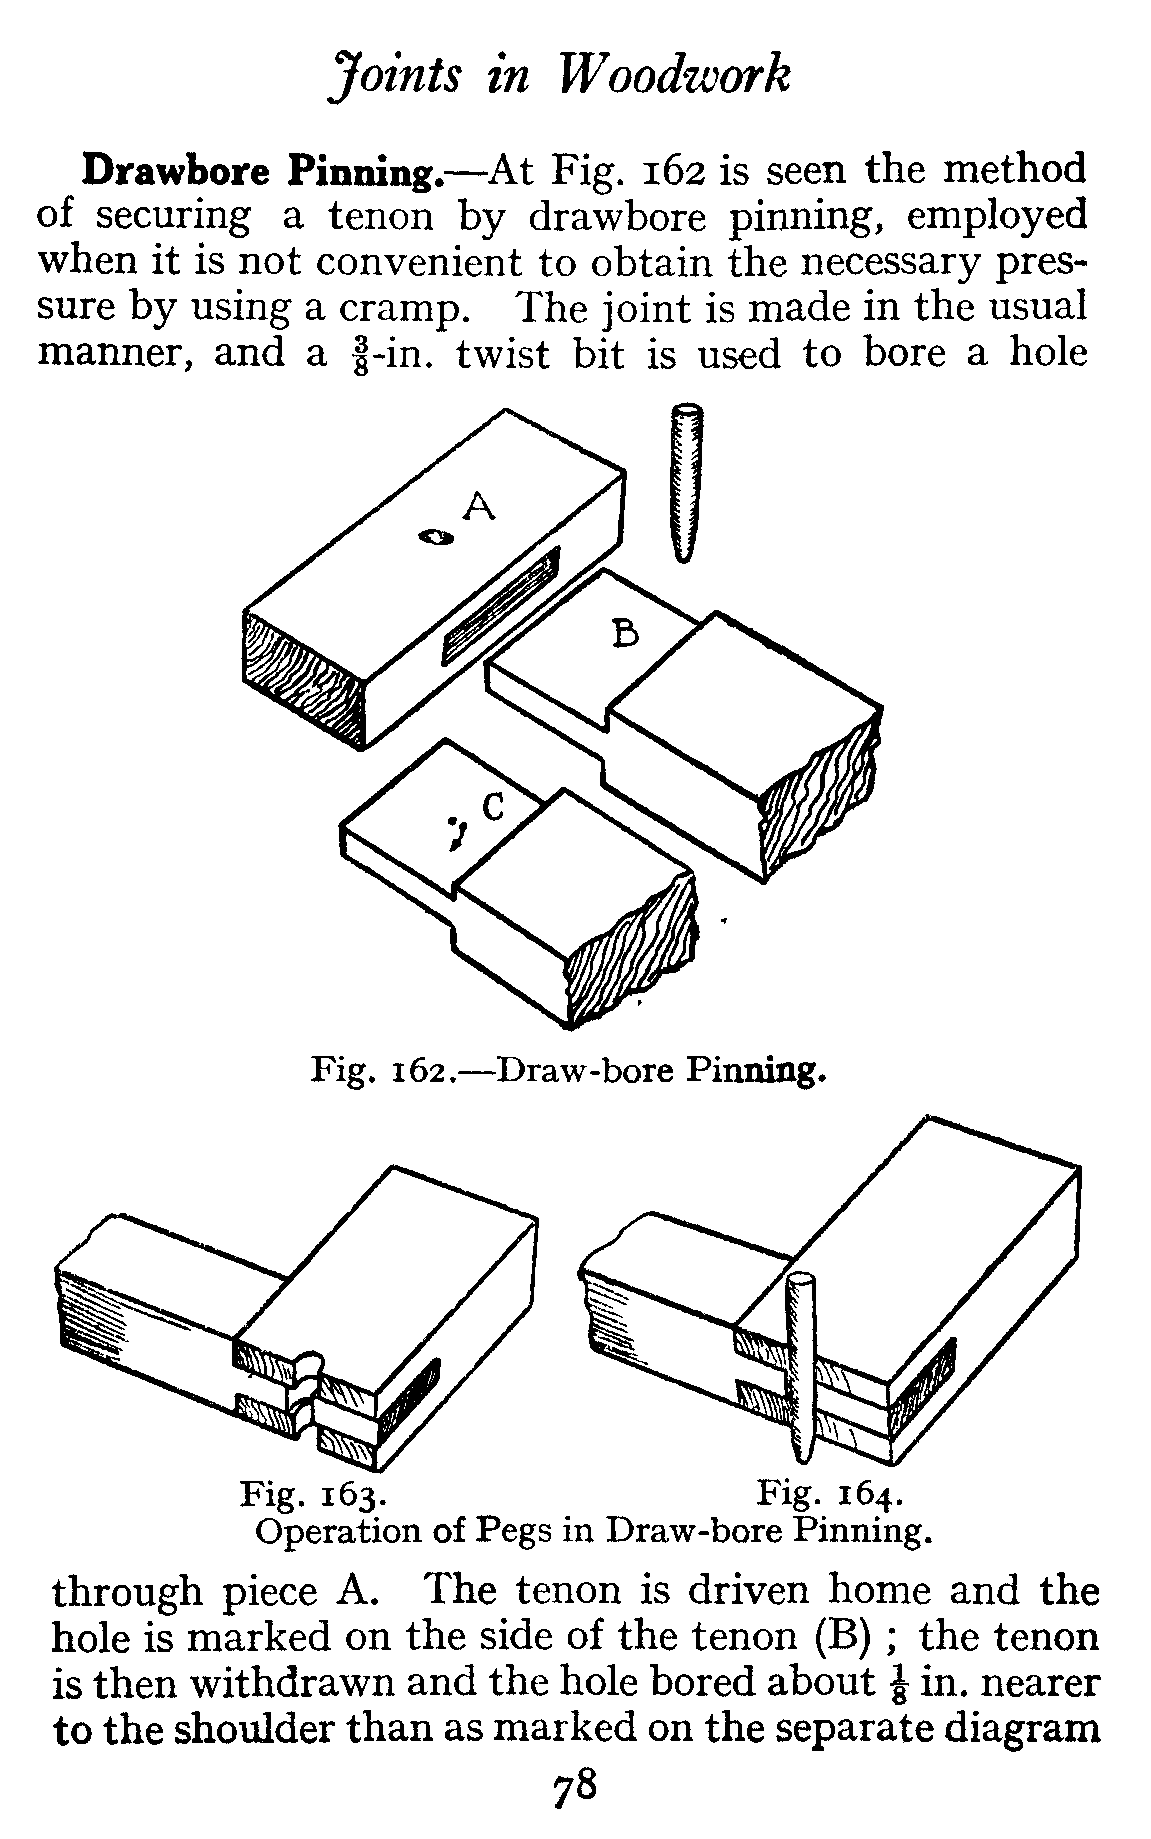 Joints in Woodwork
Drawbore Pinning.—At Fig. 162 is seen the method
of securing a tenon by drawbore pinning, employed
when it is not convenient to obtain the necessary pres-
sure by using a cramp. The joint is made in the usual
manner, and a ⅜-in. twist bit is used to bore a hole
A
B
C
Fig. 162.—Draw-bore Pinning.
Fig. 163.
Fig. 164.
Operation of Pegs in Draw-bore Pinning.
through piece A. The tenon is driven home and the
hole is marked on the side of the tenon (B) ; the tenon
is then withdrawn and the hole bored about ⅛ in. nearer
to the shoulder than as marked on the separate diagram
78